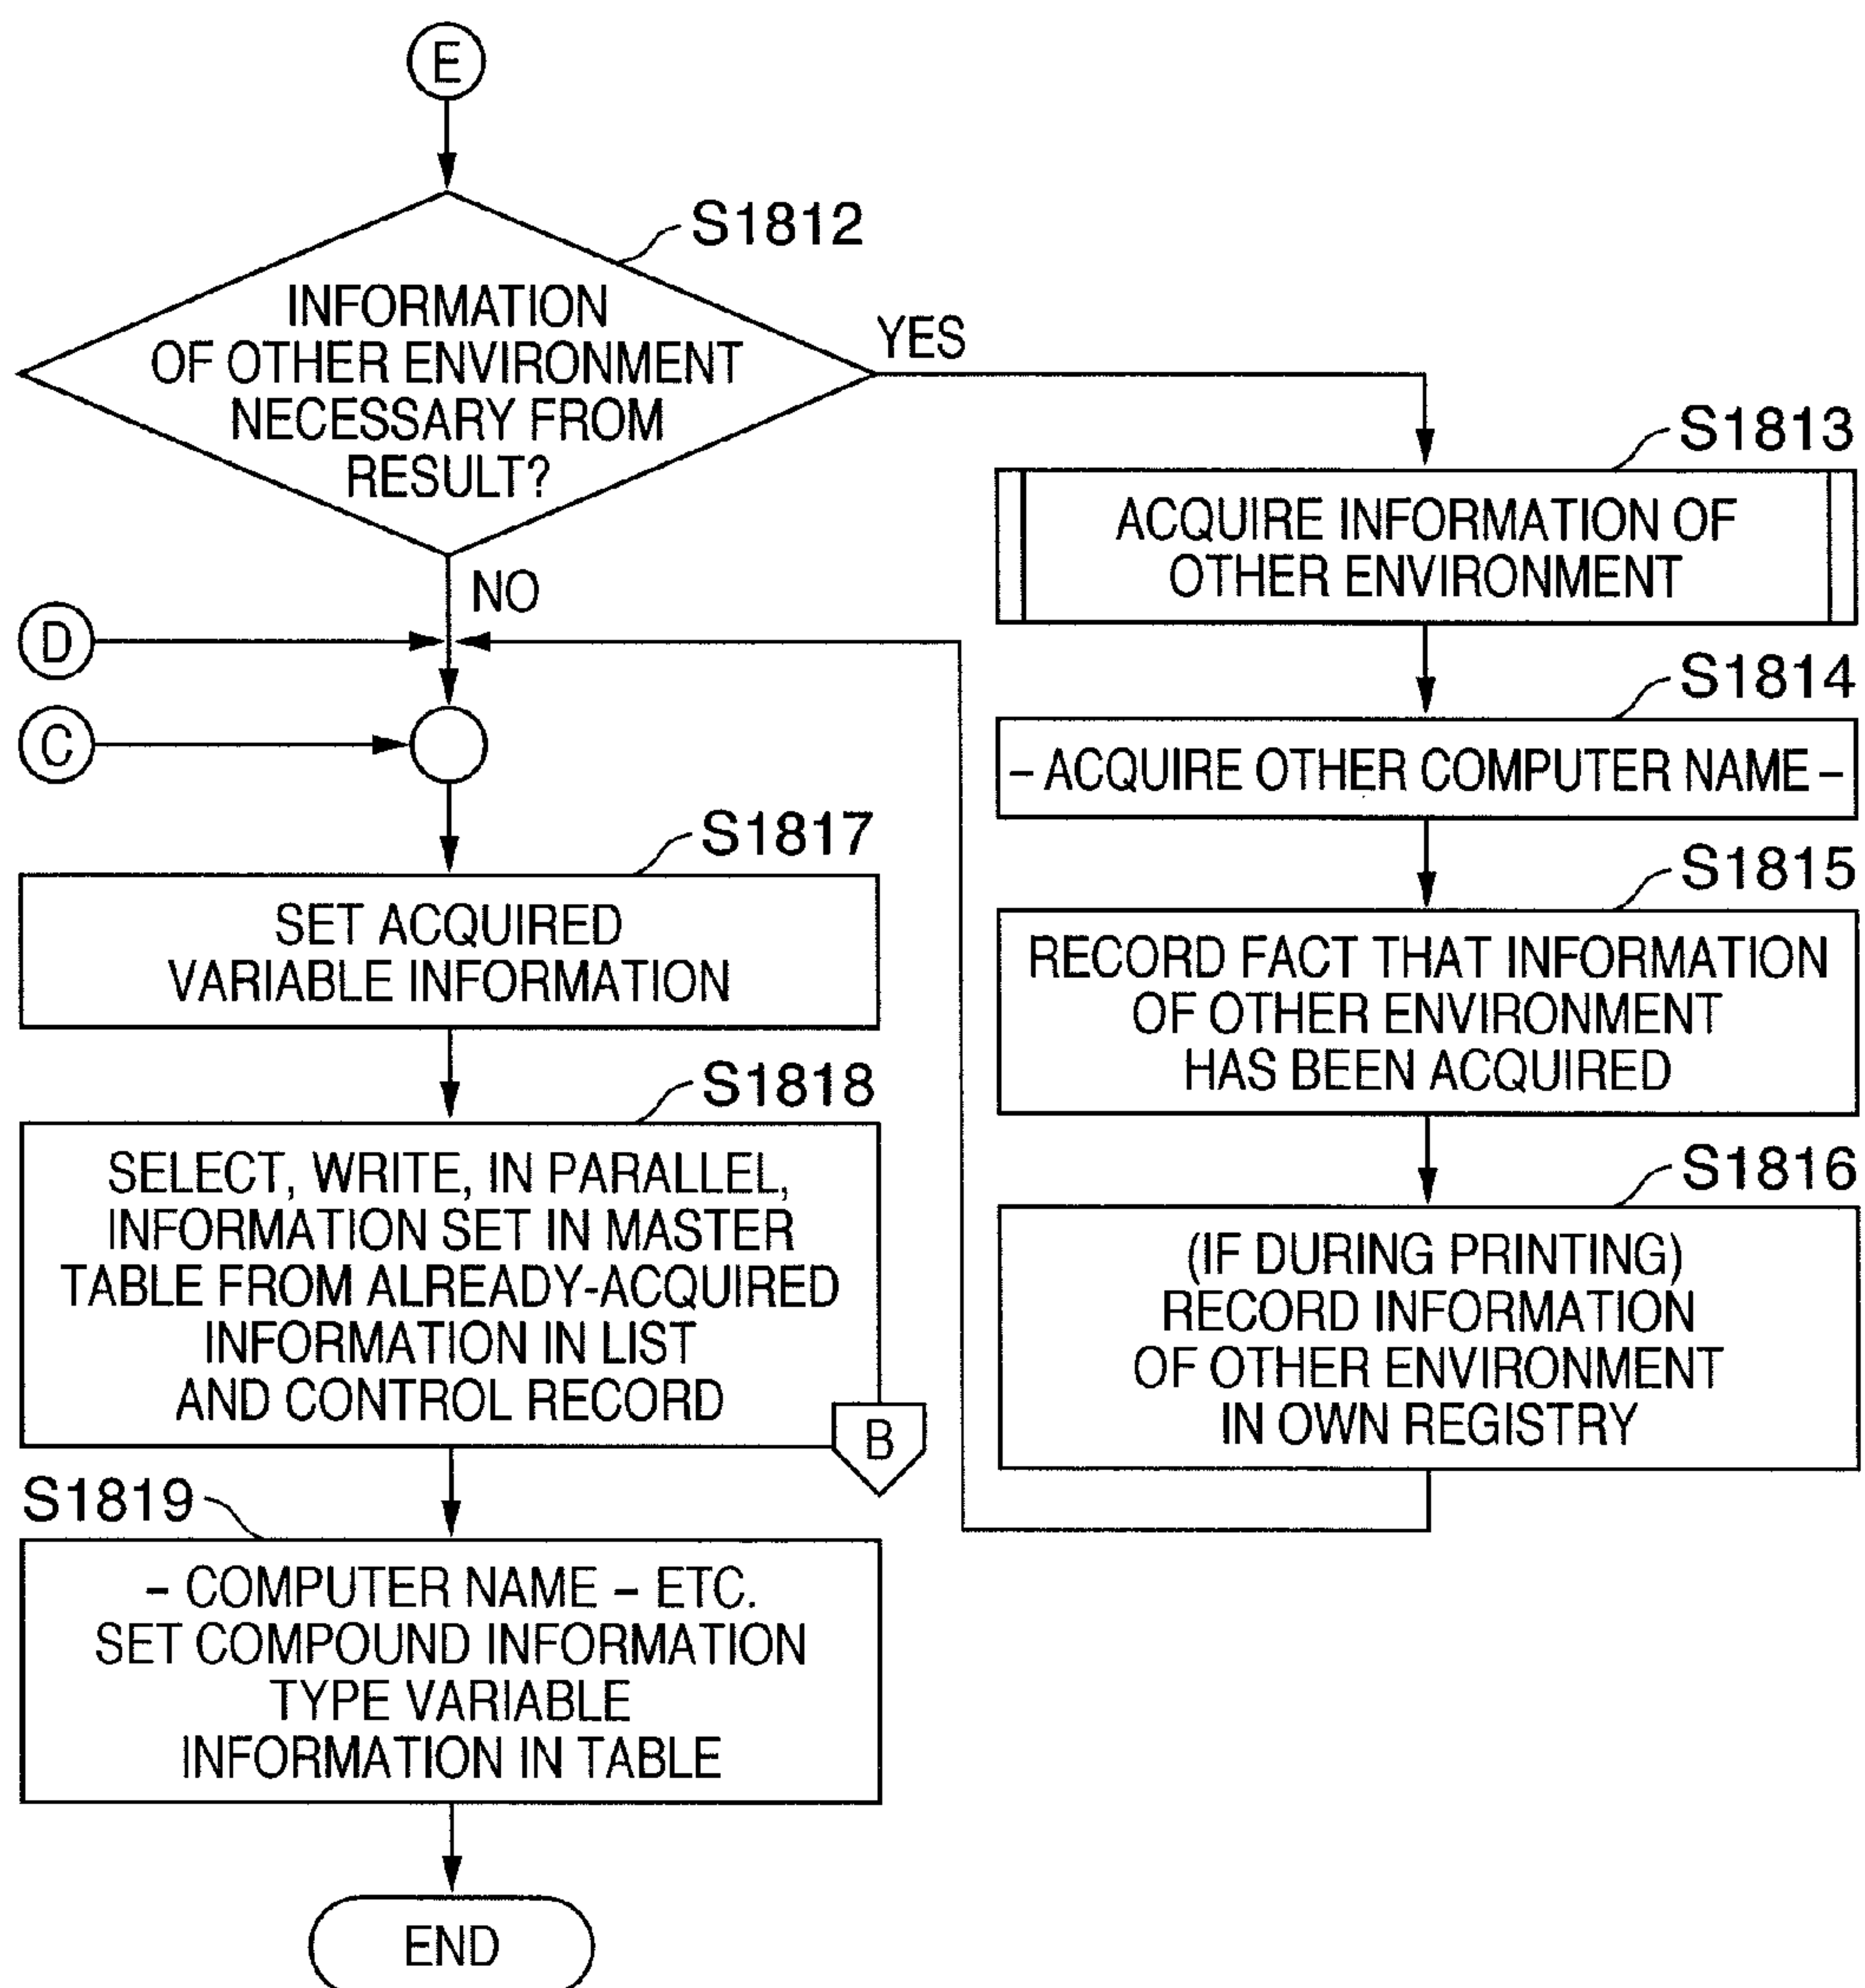 E
S1812
INFORMATION
OF OTHER ENVIRONMENT
NECESSARY FROM
RESULT?
YES
NO
D
C
S1813
ACQUIRE INFORMATION OF
OTHER ENVIRONMENT
S1814
– ACQUIRE OTHER COMPUTER NAME –
S1815
RECORD FACT THAT INFORMATION
OF OTHER ENVIRONMENT
HAS BEEN ACQUIRED
S1816
(IF DURING PRINTING)
RECORD INFORMATION
OF OTHER ENVIRONMENT
IN OWN REGISTRY
S1817
SET ACQUIRED
VARIABLE INFORMATION
S1818
SELECT, WRITE, IN PARALLEL,
INFORMATION SET IN MASTER
TABLE FROM ALREADY-ACQUIRED
INFORMATION IN LIST
AND CONTROL RECORD
B
S1819
– COMPUTER NAME – ETC.
SET COMPOUND INFORMATION
TYPE VARIABLE
INFORMATION IN TABLE
END